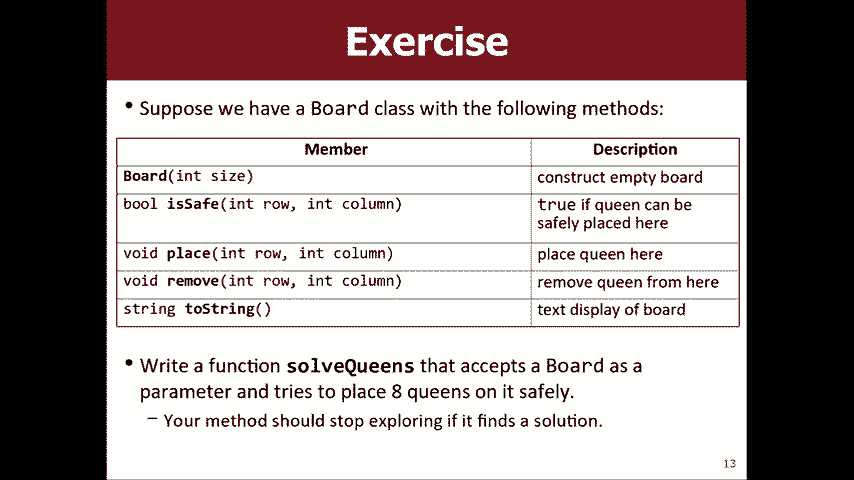 Exercise
• Suppose we have a Board class with the following methods:
Member Description
Board(int size) construct empty board
bool isSafe(int row, int column) true if queen can be
safely placed here
void place(int row, int column) place queen here
void remove(int row, int column) remove queen from here
string toString() text display of board
• Write a function solveQueens that accepts a Board as a
parameter and tries to place 8 queens on it safely.
– Your method should stop exploring if it finds a solution.
13